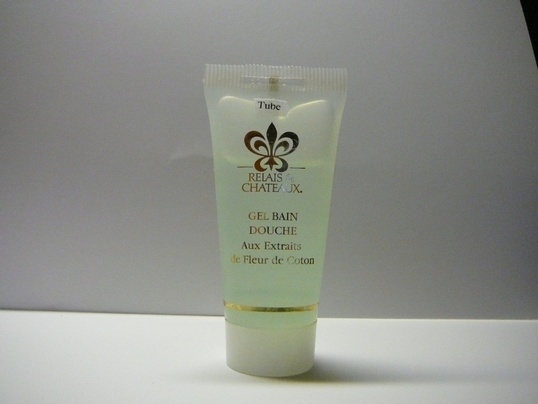 Tube
RELAIS &
CHATEAUX.
GEL BAIN
DOUCHE
Aux Extraits
de Fleur de Coton